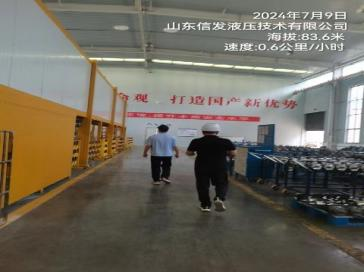 2024年7月9日
山东信发液压技术有限公司
海拔:83.6米
速度:0.6公里/小时
全观 打造国产新优势